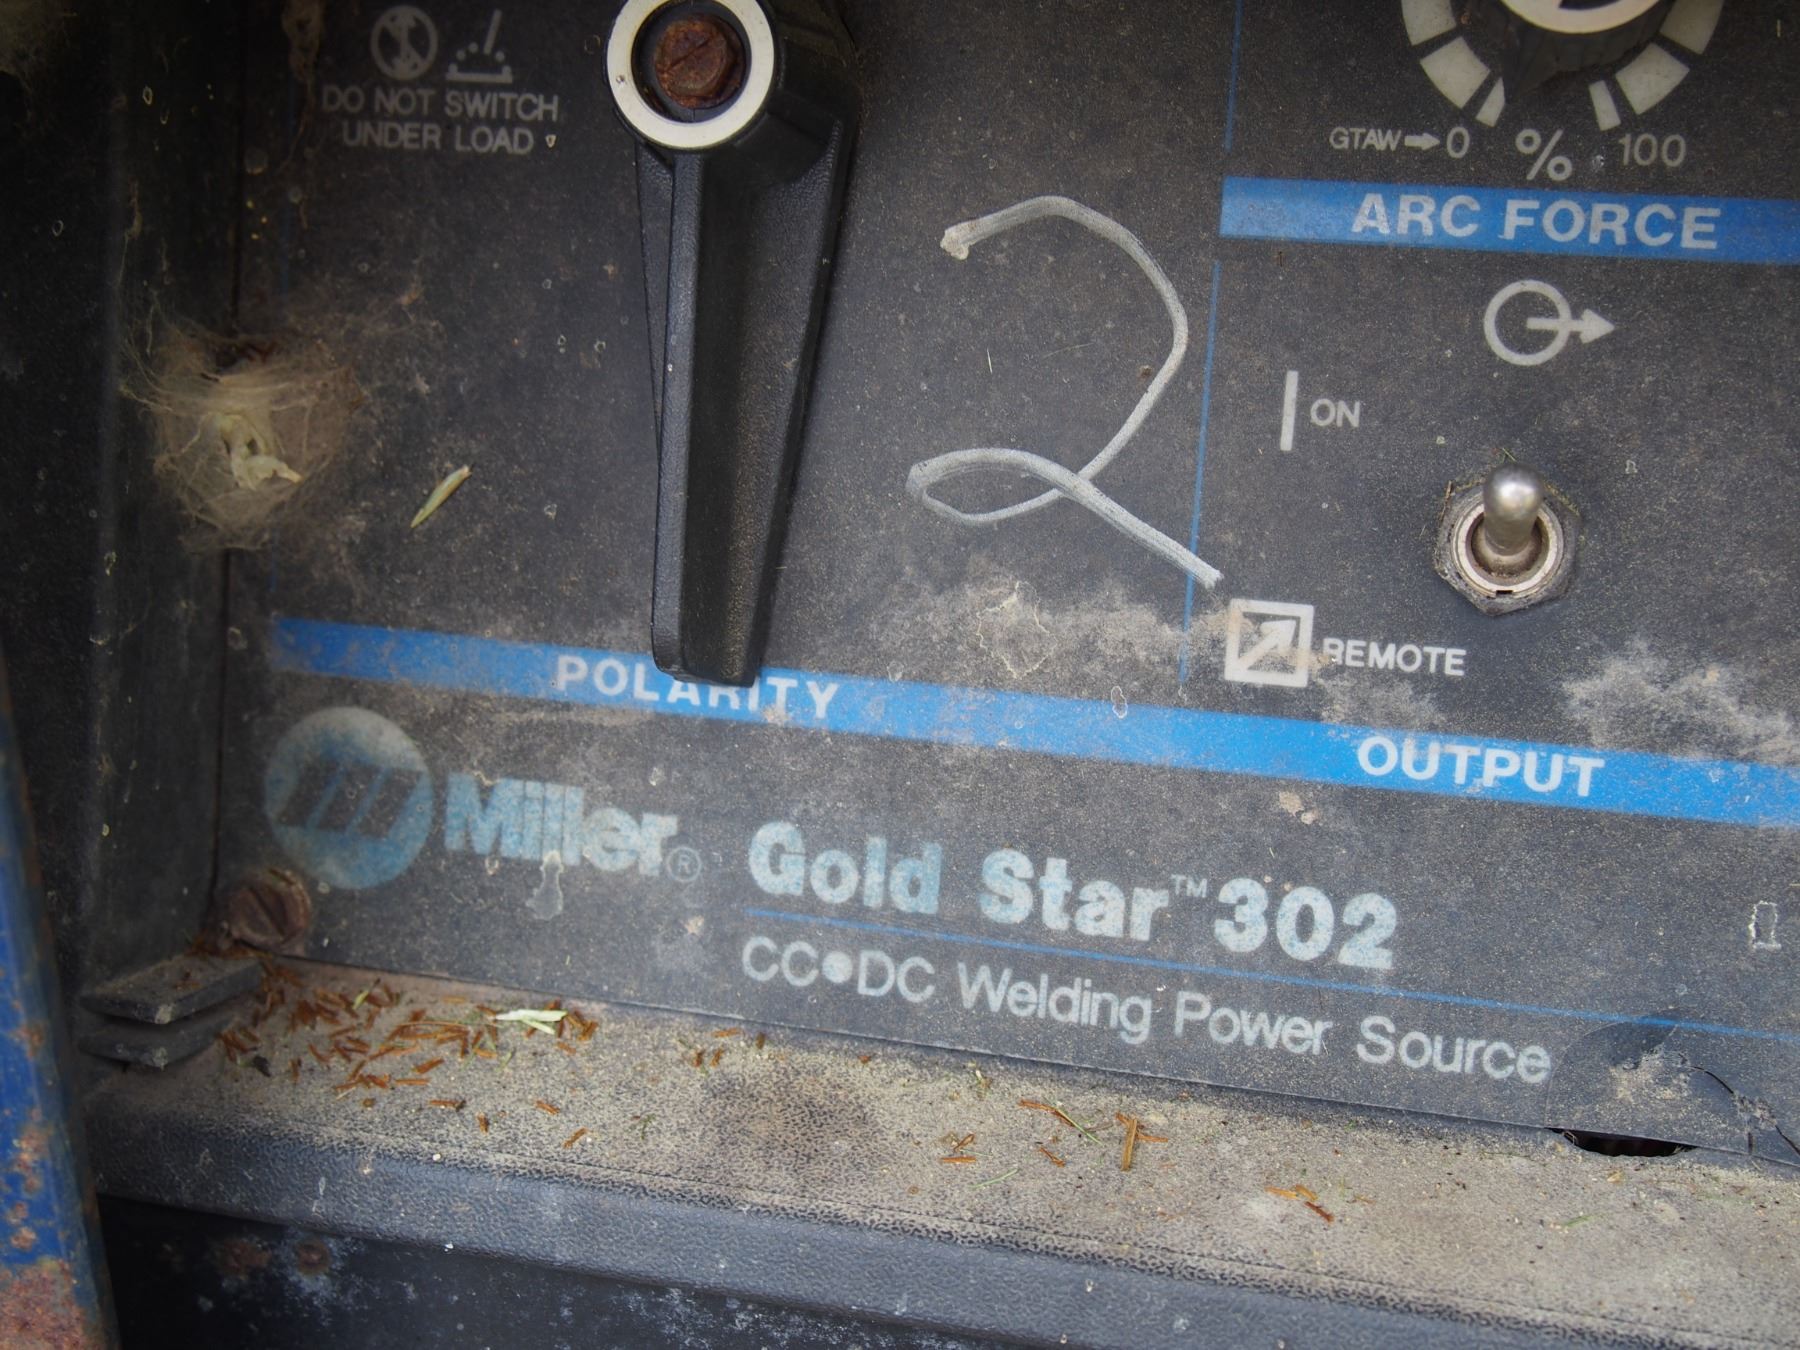 DO NOT SWITCH
UNDER LOAD
GTAW → 0 % 100
ARC FORCE
2
ON
REMOTE
POLARITY
OUTPUT
Miller® Gold Star™ 302
CC•DC Welding Power Source